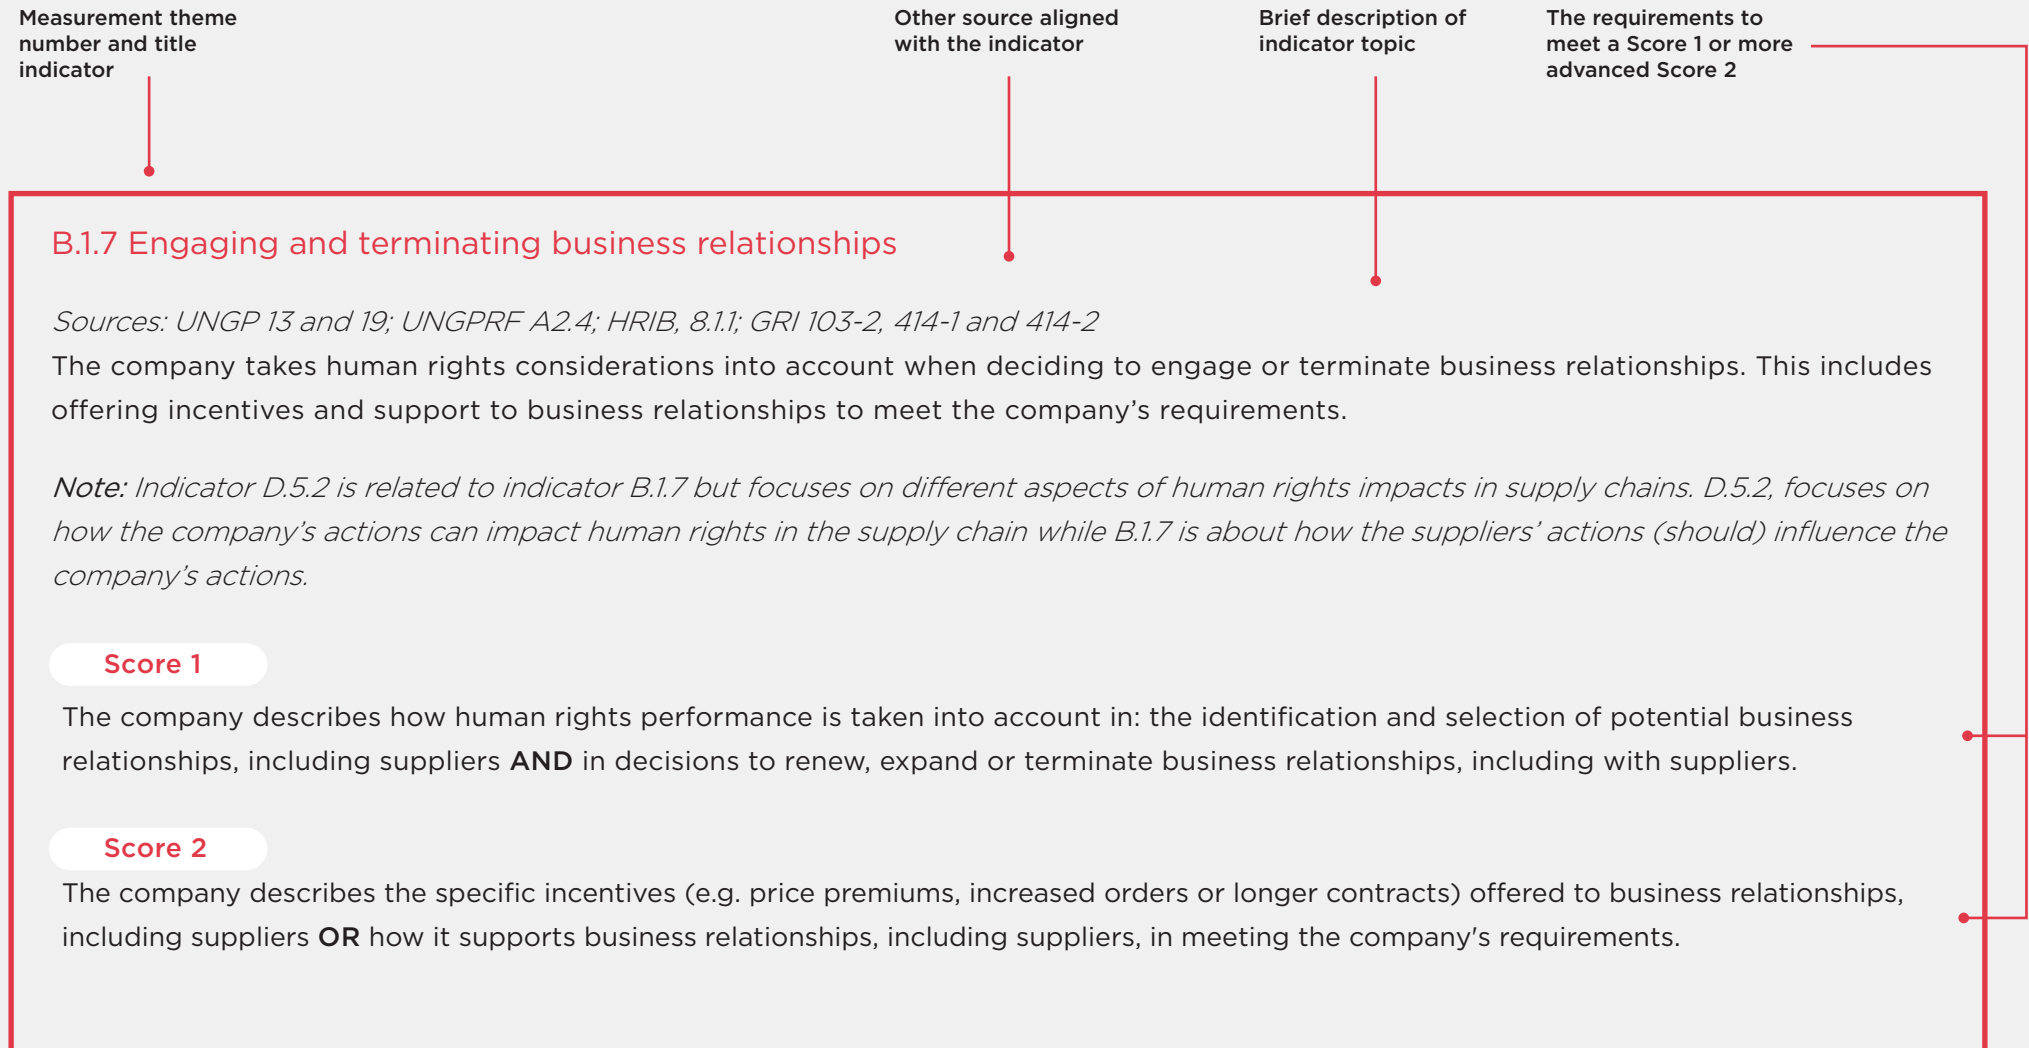 Measurement theme
number and title
indicator
Other source aligned
with the indicator
Brief description of
indicator topic
The requirements to
meet a Score 1 or more
advanced Score 2
B.1.7 Engaging and terminating business relationships
Sources: UNGP 13 and 19; UNGPRF A2.4; HRIB, 8.1.1; GRI 103-2, 414-1 and 414-2
The company takes human rights considerations into account when deciding to engage or terminate business relationships. This includes
offering incentives and support to business relationships to meet the company’s requirements.
Note: Indicator D.5.2 is related to indicator B.1.7 but focuses on different aspects of human rights impacts in supply chains. D.5.2, focuses on
how the company’s actions can impact human rights in the supply chain while B.1.7 is about how the suppliers’ actions (should) influence the
company’s actions.
Score 1
The company describes how human rights performance is taken into account in: the identification and selection of potential business
relationships, including suppliers AND in decisions to renew, expand or terminate business relationships, including with suppliers.
Score 2
The company describes the specific incentives (e.g. price premiums, increased orders or longer contracts) offered to business relationships,
including suppliers OR how it supports business relationships, including suppliers, in meeting the company's requirements.